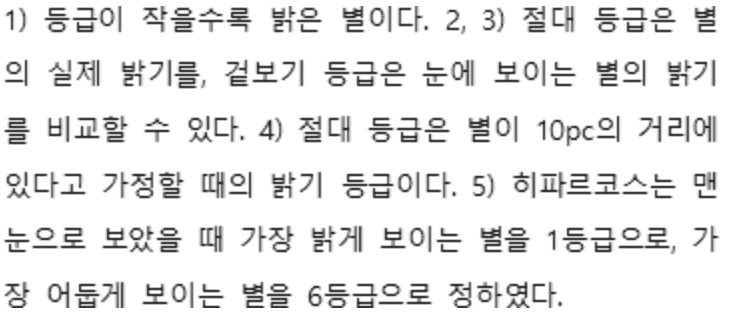 1) 등급이 작을수록 밝은 별이다. 2, 3) 절대 등급은 별
의 실제 밝기를, 겉보기 등급은 눈에 보이는 별의 밝기
를 비교할 수 있다. 4) 절대 등급은 별이 10pc의 거리에
있다고 가정할 때의 밝기 등급이다. 5) 히파르코스는 맨
눈으로 보았을 때 가장 밝게 보이는 별을 1등급으로, 가
장 어둡게 보이는 별을 6등급으로 정하였다.